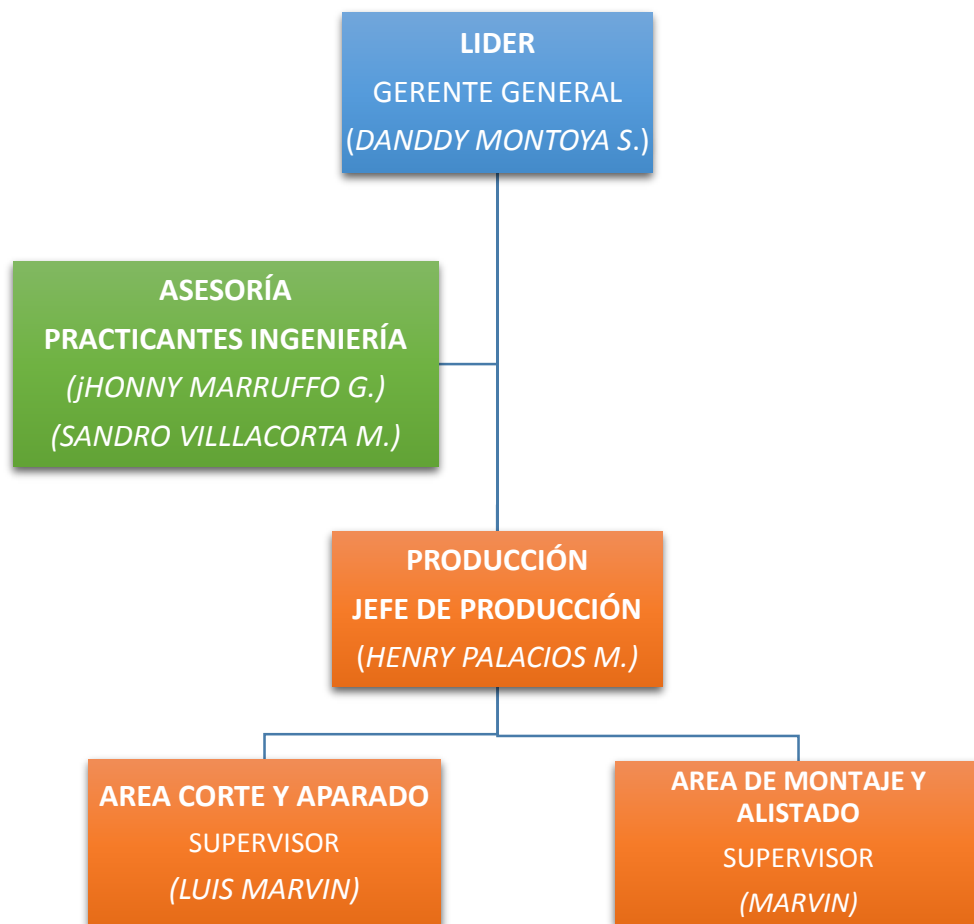 LIDER
GERENTE GENERAL
(DANDDY MONTOYA S.)
ASESORÍA
PRACTICANTES INGENIERÍA
(jHONNY MARRUFFO G.)
(SANDRO VILLLACORTA M.)
PRODUCCIÓN
JEFE DE PRODUCCIÓN
(HENRY PALACIOS M.)
AREA CORTE Y APARADO
SUPERVISOR
(LUIS MARVIN)
AREA DE MONTAJE Y
ALISTADO
SUPERVISOR
(MARVIN)